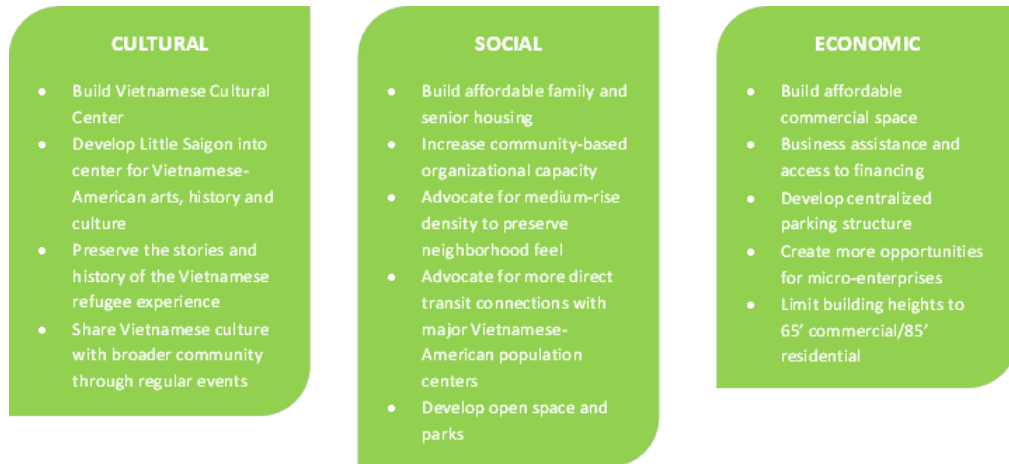 CULTURAL
● Build Vietnamese Cultural
Center
● Develop Little Saigon into
center for Vietnamese-
American arts, history and
culture
● Preserve the stories and
history of the Vietnamese
refugee experience
● Share Vietnamese culture
with broader community
through regular events
SOCIAL
● Build affordable family and
senior housing
● Increase community-based
organizational capacity
● Advocate for medium-rise
density to preserve
neighborhood feel
● Advocate for more direct
transit connections with
major Vietnamese-
American population
centers
● Develop open space and
parks
ECONOMIC
● Build affordable
commercial space
● Business assistance and
access to financing
● Develop centralized
parking structure
● Create more opportunities
for micro-enterprises
● Limit building heights to
65’ commercial/85’
residential